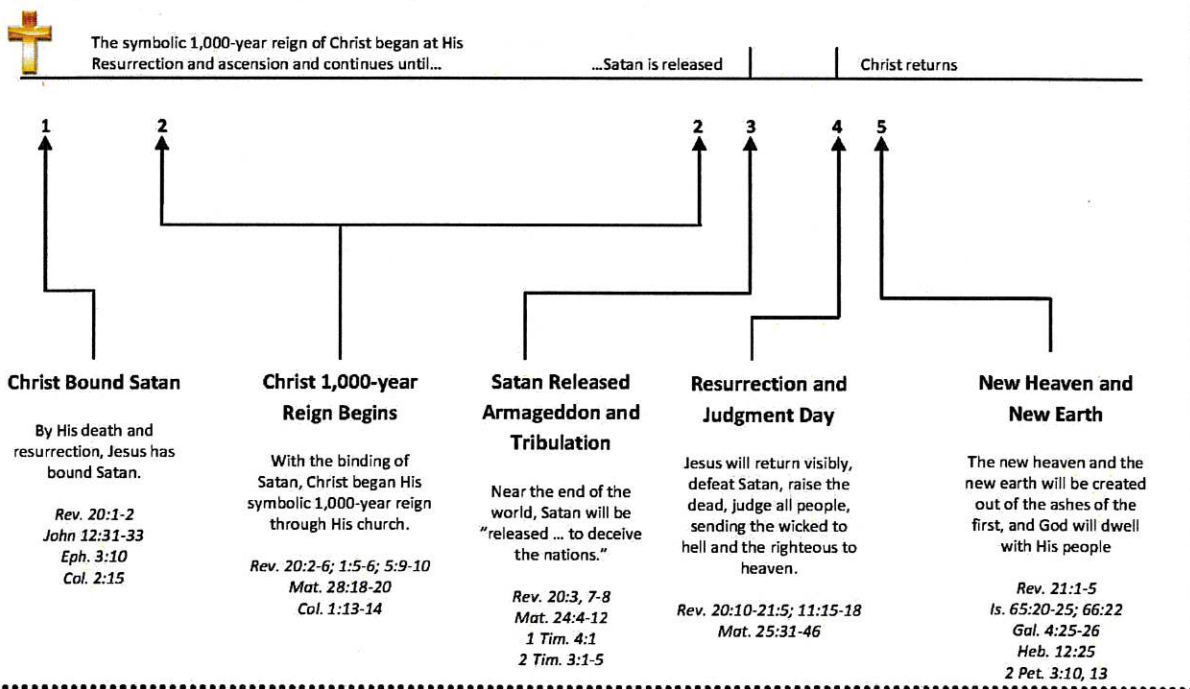 The symbolic 1,000-year reign of Christ began at His
Resurrection and ascension and continues until...
...Satan is released
Christ returns
1
2
2
3
4
5
Christ Bound Satan
By His death and
resurrection, Jesus has
bound Satan.
Rev. 20:1-2
John 12:31-33
Eph. 3:10
Col. 2:15
Christ 1,000-year
Reign Begins
With the binding of
Satan, Christ began His
symbolic 1,000-year reign
through His church.
Rev. 20:2-6; 1:5-6; 5:9-10
Mat. 28:18-20
Col. 1:13-14
Satan Released
Armageddon and
Tribulation
Near the end of the
world, Satan will be
"released ... to deceive
the nations."
Rev. 20:3, 7-8
Mat. 24:4-12
1 Tim. 4:1
2 Tim. 3:1-5
Resurrection and
Judgment Day
Jesus will return visibly,
defeat Satan, raise the
dead, judge all people,
sending the wicked to
hell and the righteous to
heaven.
Rev. 20:10-21:5; 11:15-18
Mat. 25:31-46
New Heaven and
New Earth
The new heaven and the
new earth will be created
out of the ashes of the
first, and God will dwell
with His people
Rev. 21:1-5
Is. 65:20-25; 66:22
Gal. 4:25-26
Heb. 12:25
2 Pet. 3:10, 13